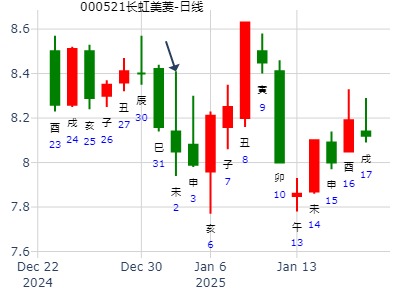 000521长虹美菱-日线
8.6
8.4
8.2
8
7.8
7.6
酉 23
戌 24
亥 25
子 26
丑 27
辰 30
巳 31
未 2
申 3
亥 6
子 7
丑 8
寅 9
卯 10
午 13
未 14
申 15
酉 16
戌 17
Dec 22
2024
Dec 30
Jan 6
2025
Jan 13